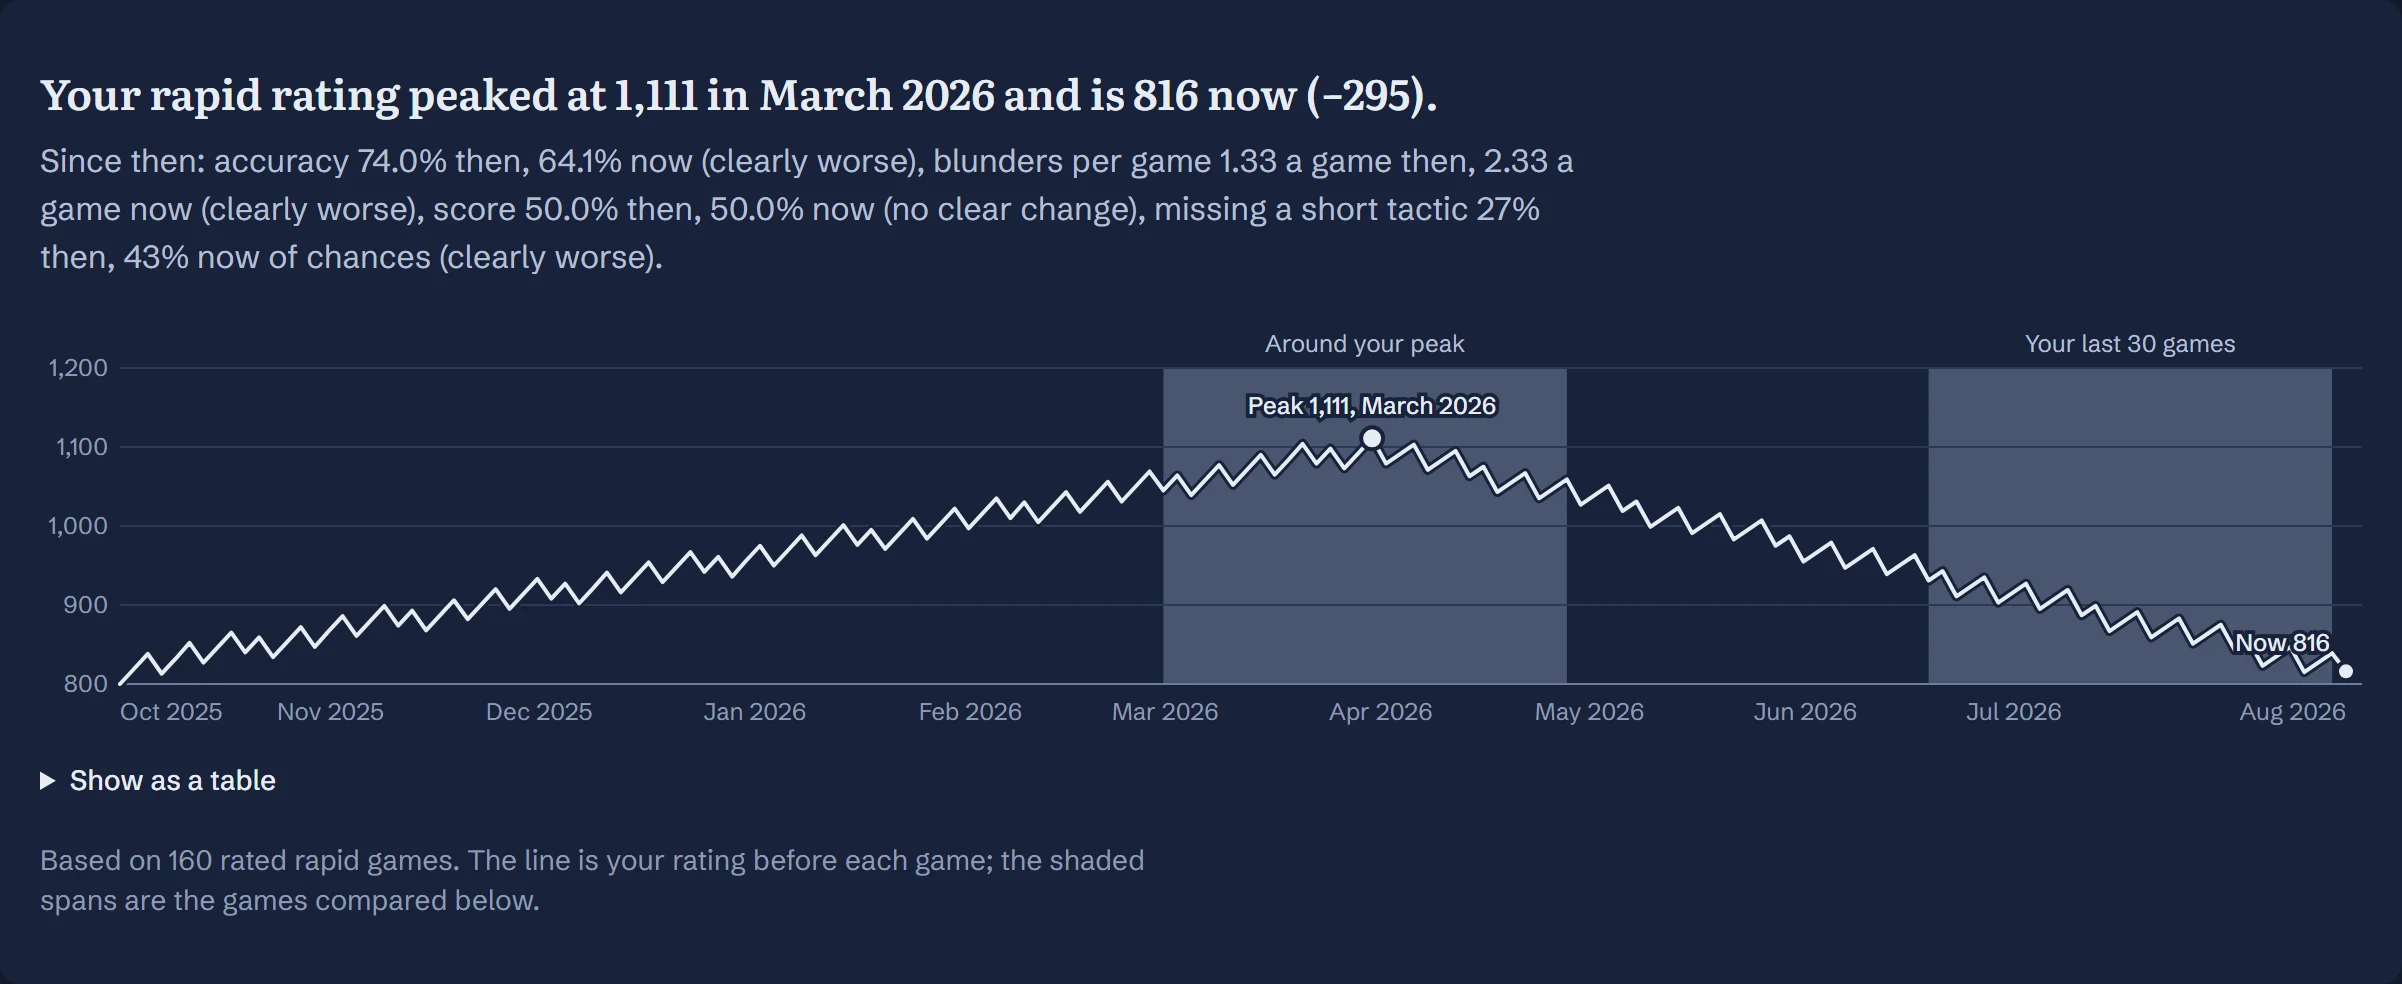 Your rapid rating peaked at 1,111 in March 2026 and is 816 now (−295).
Since then: accuracy 74.0% then, 64.1% now (clearly worse), blunders per game 1.33 a game then, 2.33 a
game now (clearly worse), score 50.0% then, 50.0% now (no clear change), missing a short tactic 27%
then, 43% now of chances (clearly worse).
Around your peak
Your last 30 games
1,200
Peak 1,111, March 2026
1,100
1,000
900
Now 816
800
Oct 2025 Nov 2025 Dec 2025 Jan 2026 Feb 2026 Mar 2026 Apr 2026 May 2026 Jun 2026 Jul 2026 Aug 2026
Show as a table
Based on 160 rated rapid games. The line is your rating before each game; the shaded
spans are the games compared below.